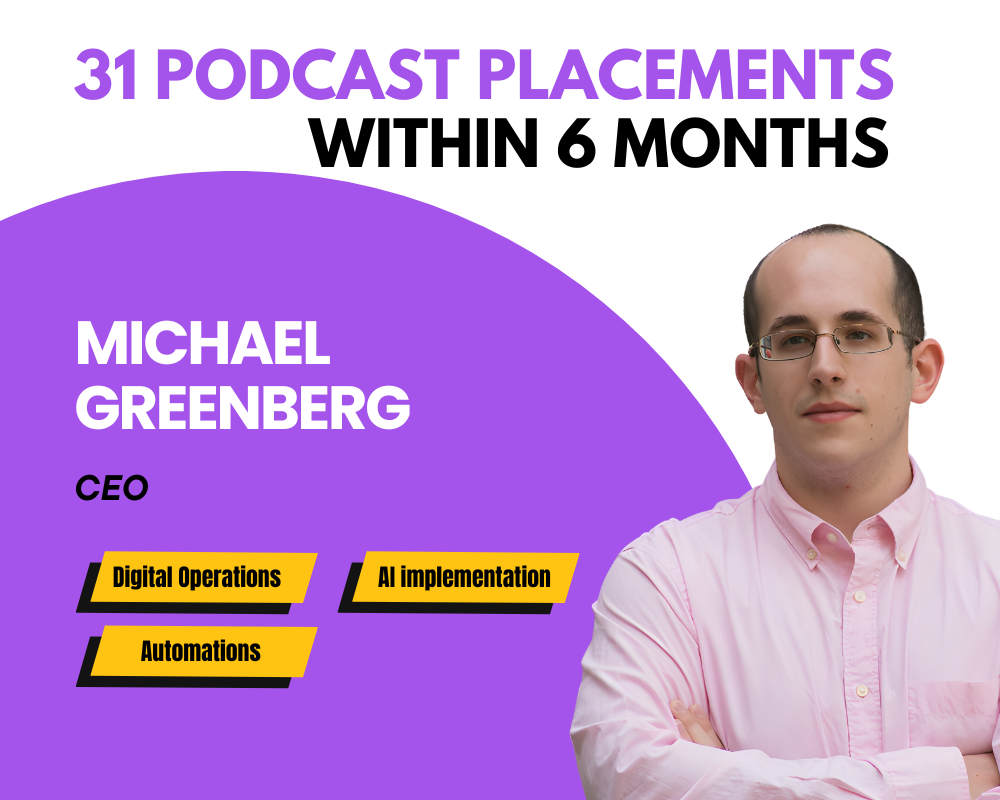 31 PODCAST PLACEMENTS
WITHIN 6 MONTHS
MICHAEL
GREENBERG
CEO
Digital Operations
AI implementation
Automations